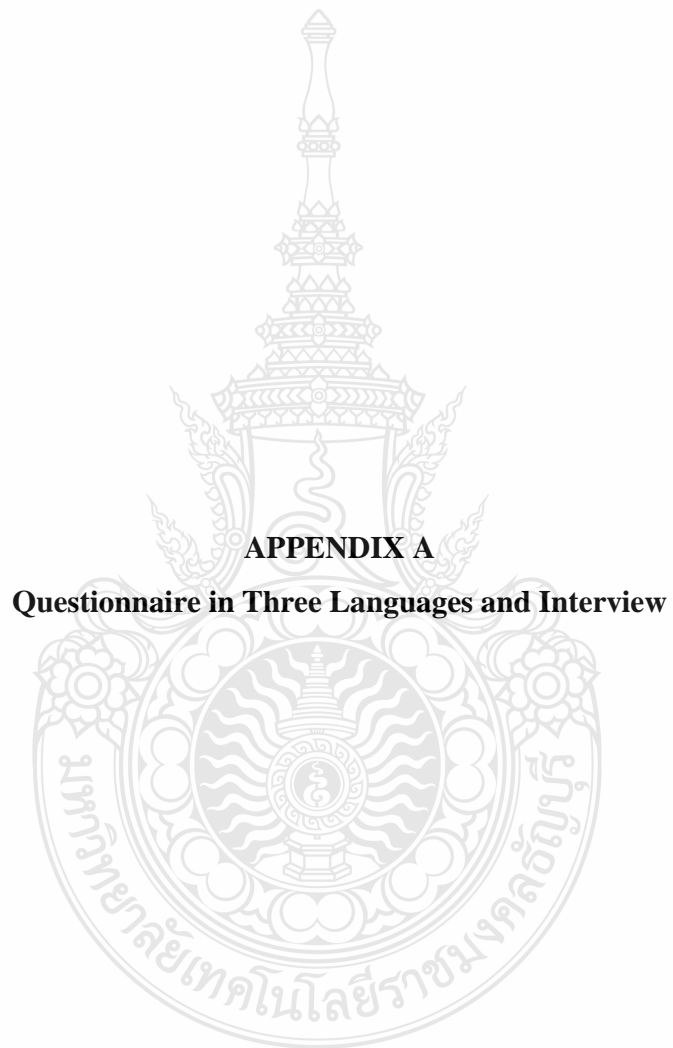 APPENDIX A
Questionnaire in Three Languages and Interview
มหาวิทยาลัยเทคโนโลยีราชมงคลธัญบุรี